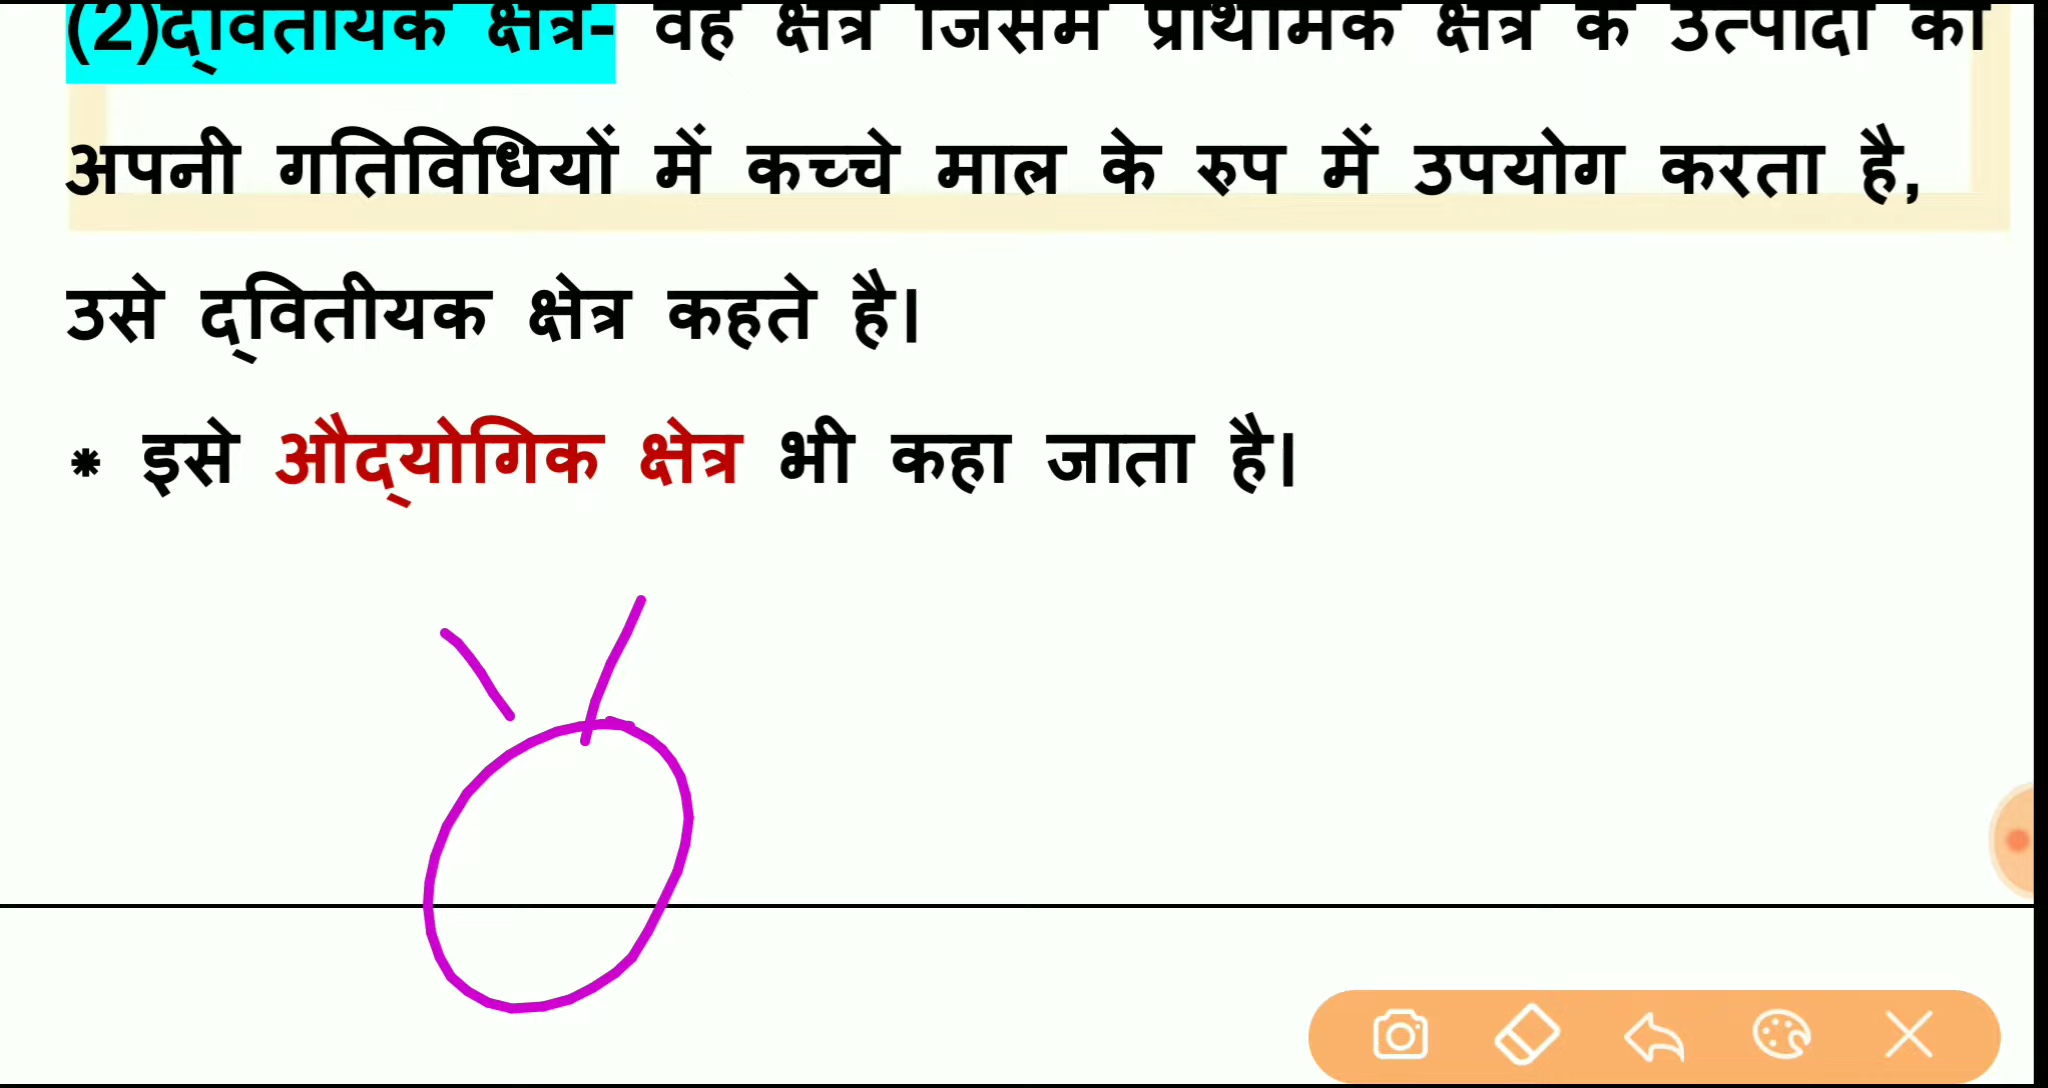 (2)द्वितीयक क्षेत्र- वह क्षेत्र जिसमें प्राथमिक क्षेत्र के उत्पादों को
अपनी गतिविधियों में कच्चे माल के रुप में उपयोग करता है,
उसे द्वितीयक क्षेत्र कहते है।
* इसे औद्योगिक क्षेत्र भी कहा जाता है।